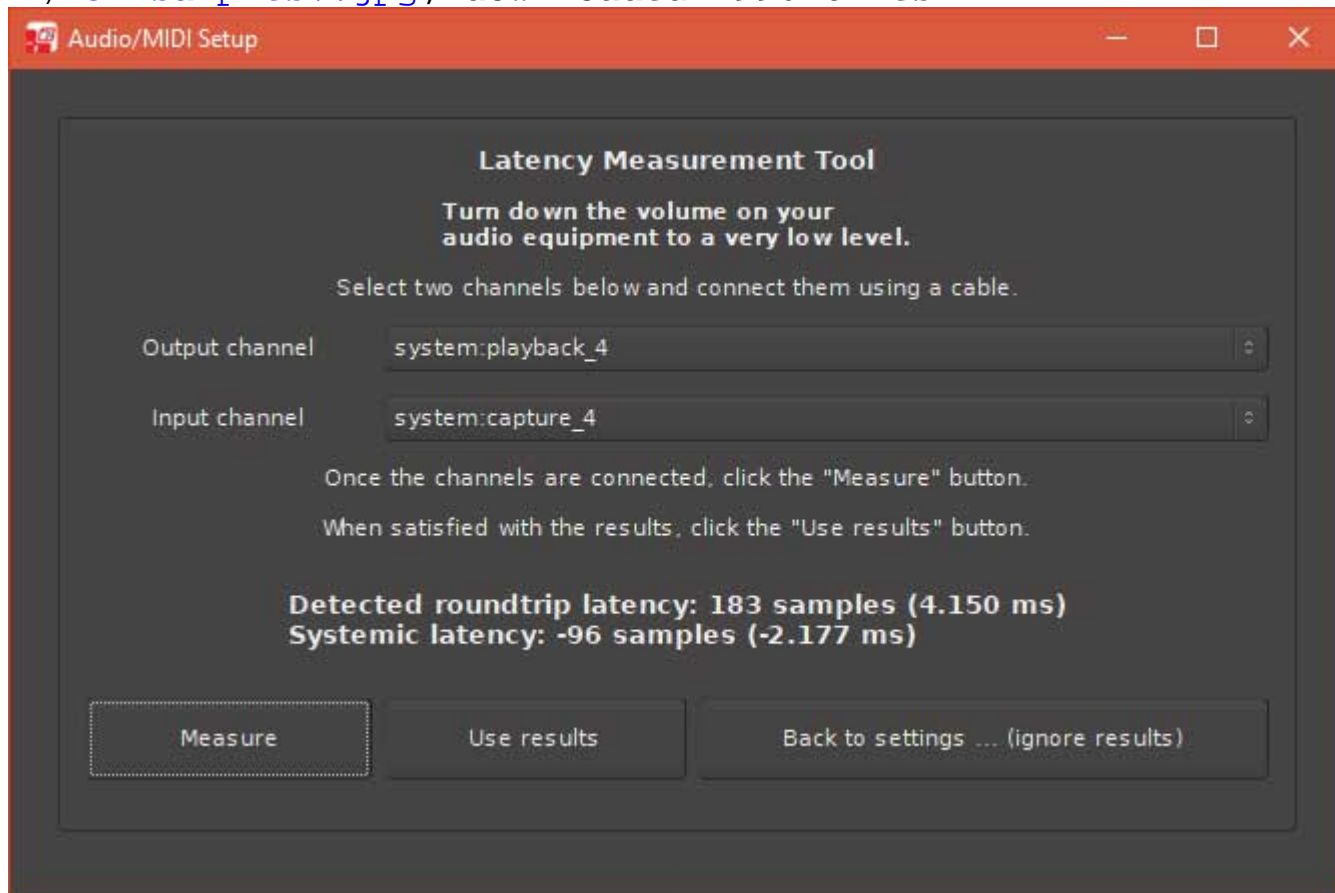 Audio/MIDI Setup
Latency Measurement Tool
Turn down the volume on your
audio equipment to a very low level.
Select two channels below and connect them using a cable.
Output channel system:playback_4
Input channel system:capture_4
Once the channels are connected, click the "Measure" button.
When satisfied with the results, click the "Use results" button.
Detected roundtrip latency: 183 samples (4.150 ms)
Systemic latency: -96 samples (-2.177 ms)
Measure Use results Back to settings ... (ignore results)